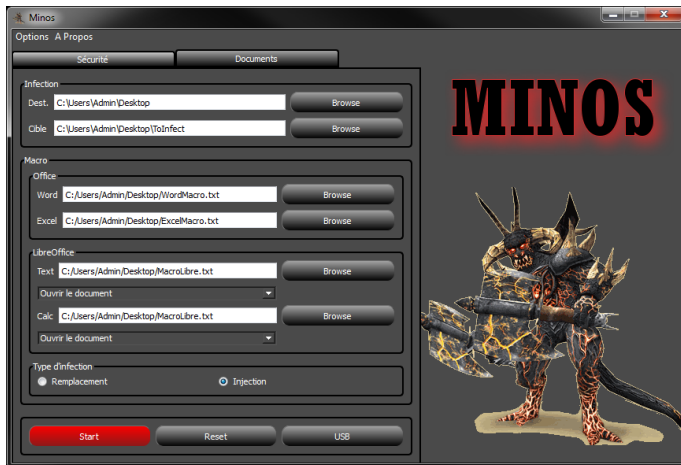 Minos
Options A Propos
Sécurité Documents
Infection
Dest. C:\Users\Admin\Desktop Browse
Cible C:\Users\Admin\Desktop\ToInfect Browse
MINOS
Macro
Office
Word C:/Users/Admin/Desktop/WordMacro.txt Browse
Excel C:/Users/Admin/Desktop/ExcelMacro.txt Browse
LibreOffice
Text C:/Users/Admin/Desktop/MacroLibre.txt Browse
Ouvrir le document
Calc C:/Users/Admin/Desktop/MacroLibre.txt Browse
Ouvrir le document
Type d'infection
Remplacement Injection
Start Reset USB